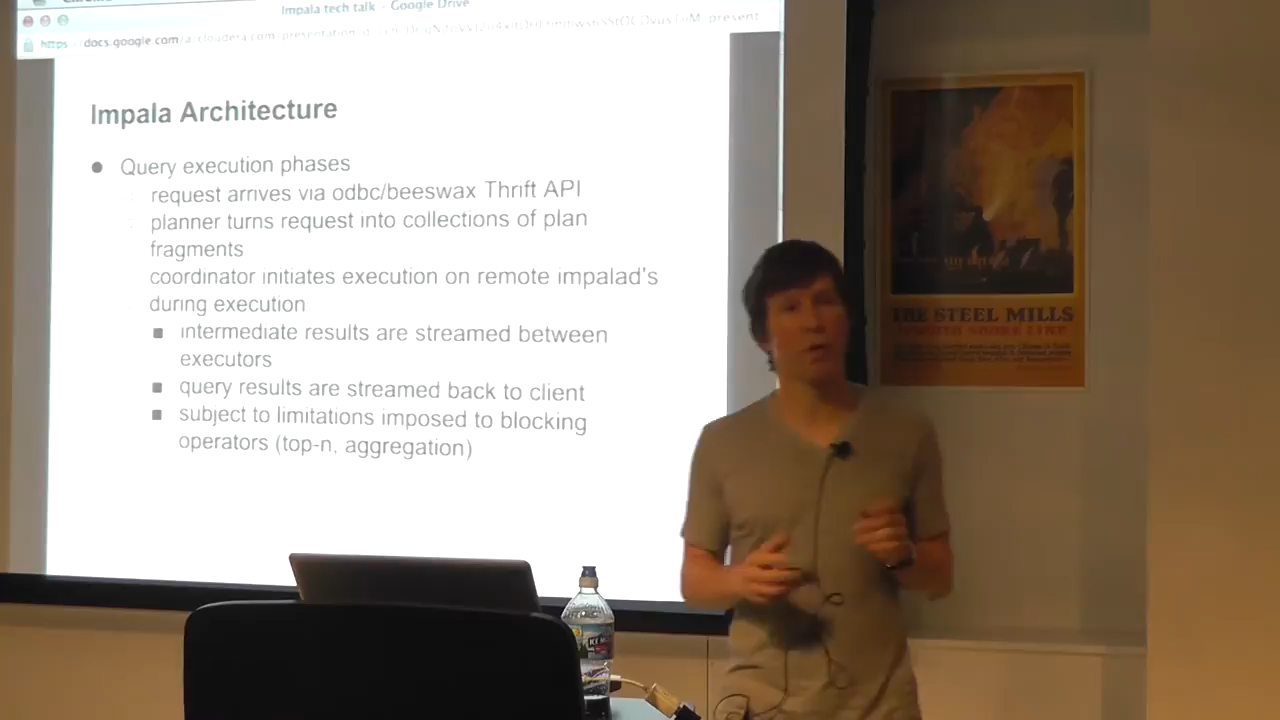 Impala tech talk - Google Drive
https docs.google.com
Impala Architecture
Query execution phases
request arrives via odbc/beeswax Thrift API
planner turns request into collections of plan
fragments
coordinator initiates execution on remote impalad's
during execution
intermediate results are streamed between
executors
query results are streamed back to client
subject to limitations imposed to blocking
operators (top-n, aggregation)
THE STEEL MILLS